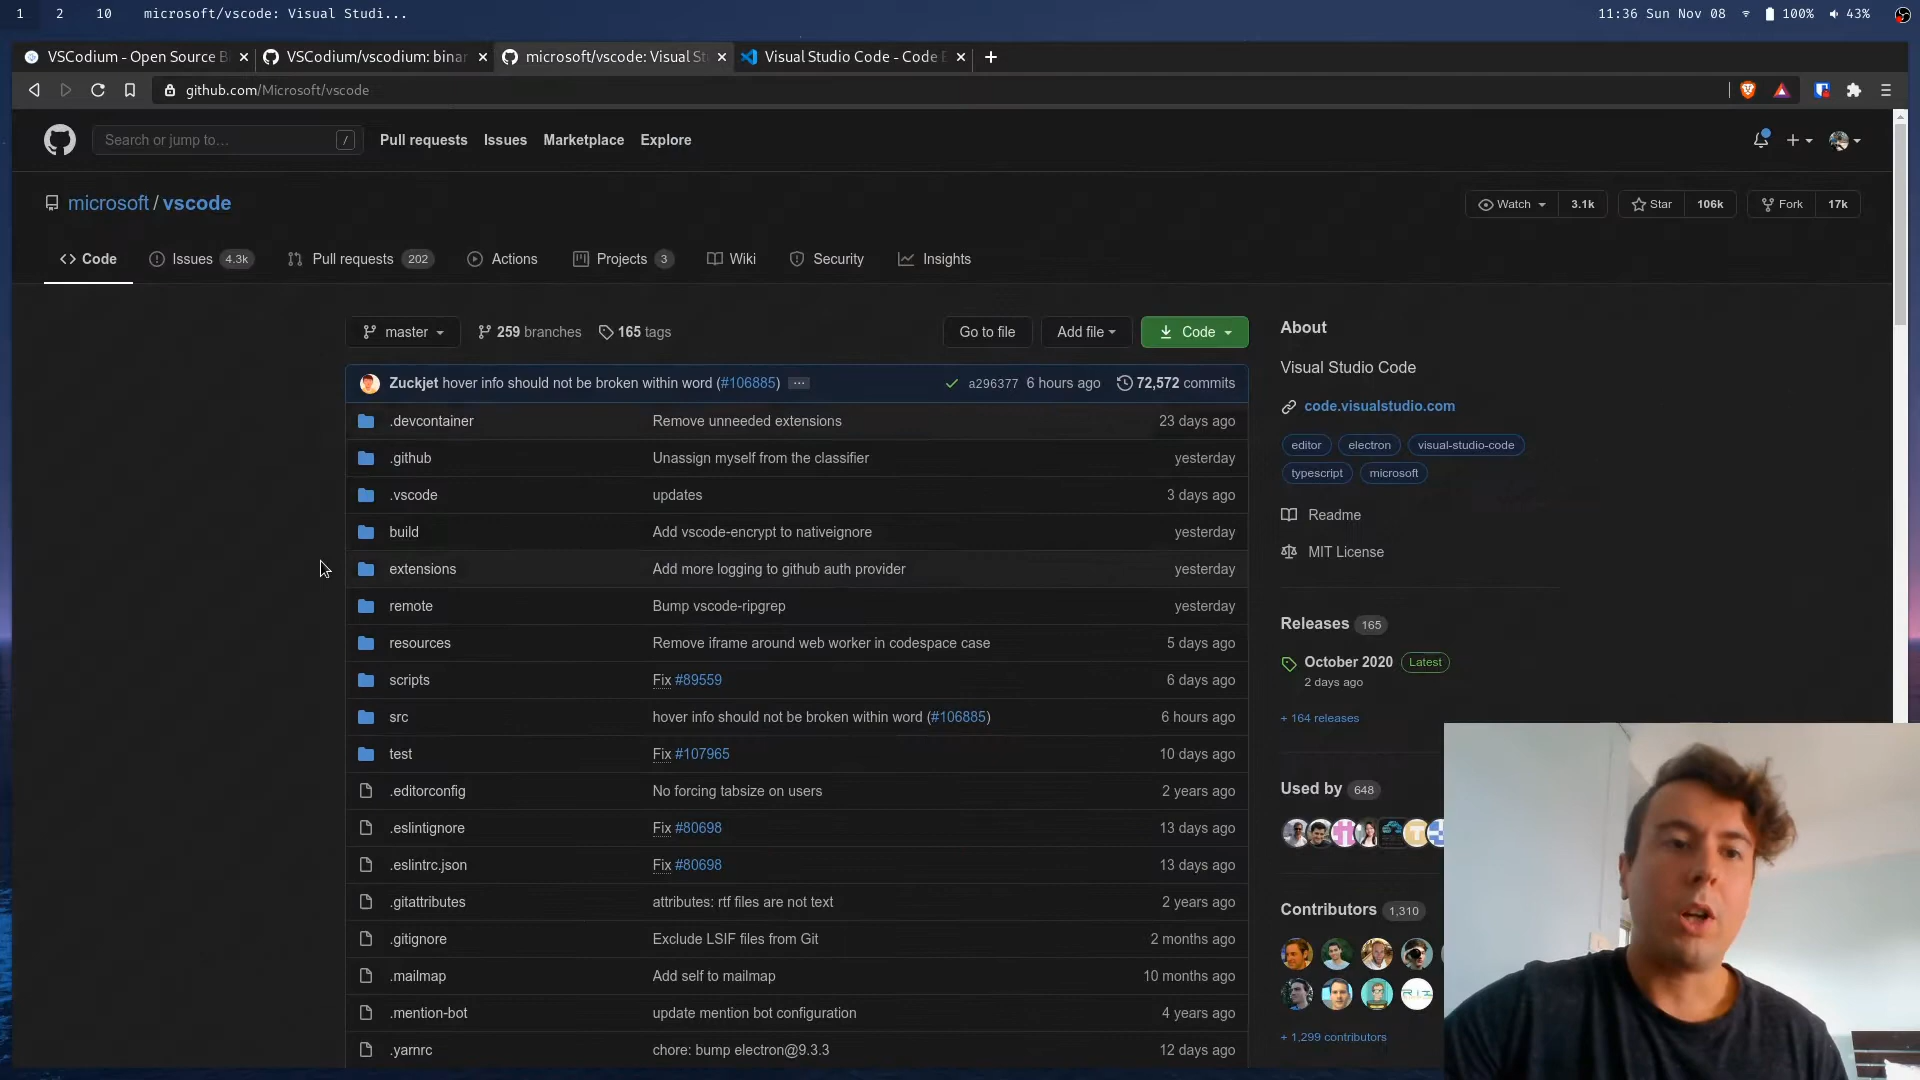 1 2 10 microsoft/vscode: Visual Studi... 11:36 Sun Nov 08 100% 43%
VSCodium - Open Source B VSCodium/vscodium: binar microsoft/vscode: Visual St Visual Studio Code - Code E
github.com/Microsoft/vscode
Search or jump to… / Pull requests Issues Marketplace Explore
microsoft / vscode Watch 3.1k Star 106k Fork 17k
Code Issues 4.3k Pull requests 202 Actions Projects 3 Wiki Security Insights
master 259 branches 165 tags Go to file Add file Code
Zuckjet hover info should not be broken within word (#106885) … a296377 6 hours ago 72,572 commits
.devcontainer Remove unneeded extensions 23 days ago
.github Unassign myself from the classifier yesterday
.vscode updates 3 days ago
build Add vscode-encrypt to nativeignore yesterday
extensions Add more logging to github auth provider yesterday
remote Bump vscode-ripgrep yesterday
resources Remove iframe around web worker in codespace case 5 days ago
scripts Fix #89559 6 days ago
src hover info should not be broken within word (#106885) 6 hours ago
test Fix #107965 10 days ago
.editorconfig No forcing tabsize on users 2 years ago
.eslintignore Fix #80698 13 days ago
.eslintrc.json Fix #80698 13 days ago
.gitattributes attributes: rtf files are not text 2 years ago
.gitignore Exclude LSIF files from Git 2 months ago
.mailmap Add self to mailmap 10 months ago
.mention-bot update mention bot configuration 4 years ago
.yarnrc chore: bump electron@9.3.3 12 days ago
About
Visual Studio Code
code.visualstudio.com
editor electron visual-studio-code
typescript microsoft
Readme
MIT License
Releases 165
October 2020 Latest
2 days ago
+ 164 releases
Used by 648
Contributors 1,310
+ 1,299 contributors